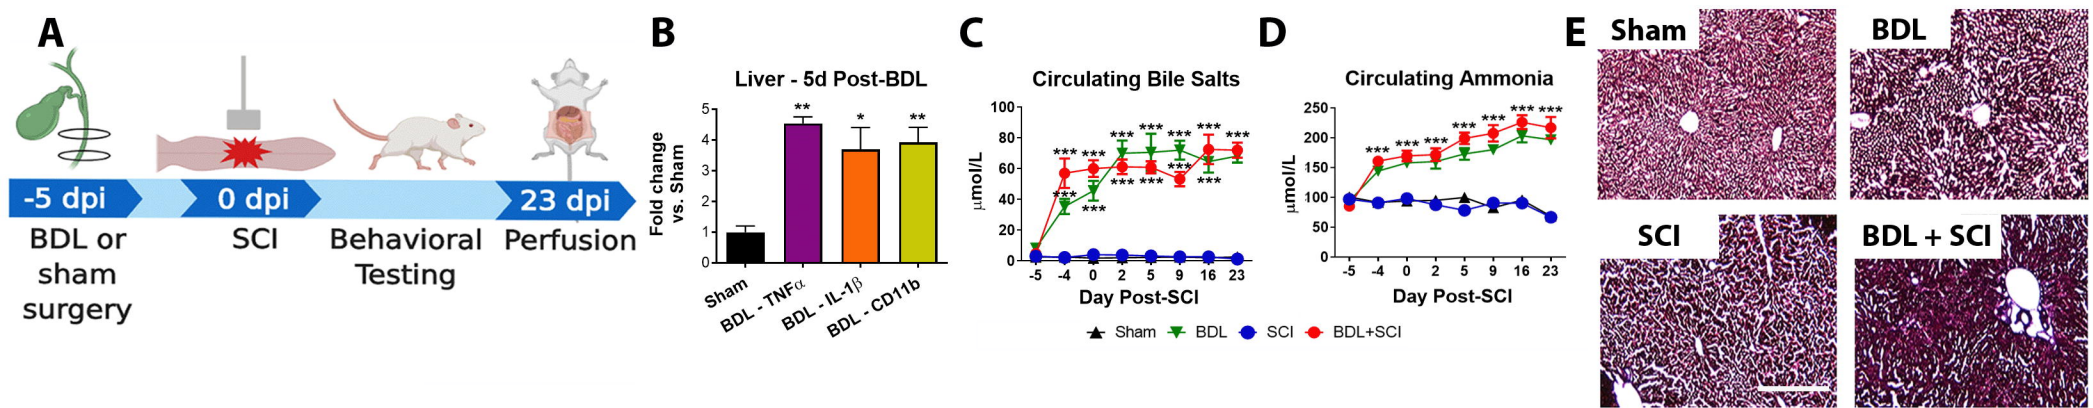 A
-5 dpi
0 dpi
23 dpi
BDL or
sham
surgery
SCI
Behavioral
Testing
Perfusion
B
Liver - 5d Post-BDL
Fold change
vs. Sham
5
4
3
2
1
0
**
*
**
Sham
BDL - TNFα
BDL - IL-1β
BDL - CD11b
C
Circulating Bile Salts
μmol/L
100
80
60
40
20
0
*** *** *** *** *** *** ***
*** *** *** *** *** ***
-5 -4 0 2 5 9 16 23
Day Post-SCI
D
Circulating Ammonia
μmol/L
250
200
150
100
50
0
*** *** *** *** *** *** ***
-5 -4 0 2 5 9 16 23
Day Post-SCI
Sham BDL SCI BDL+SCI
E
Sham
BDL
SCI
BDL + SCI